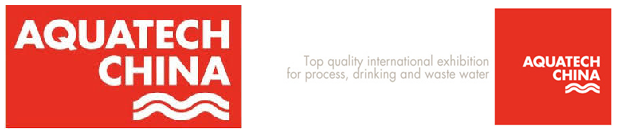 AQUATECH
CHINA
Top quality international exhibition
for process, drinking and waste water
AQUATECH
CHINA